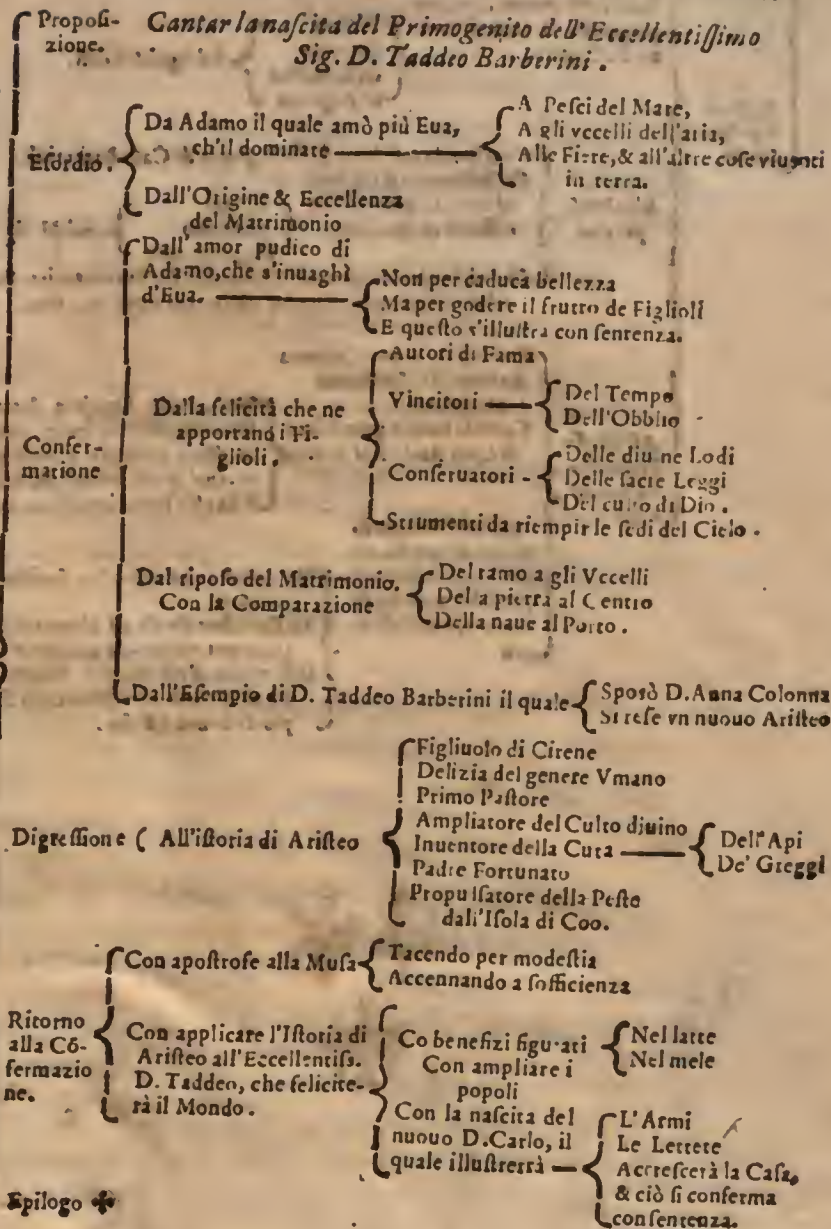 Proposi-
zione.
Cantar la nascita del Primogenito dell'Eccellentissimo
Sig. D. Taddeo Barberini.
Esordio.
Da Adamo il quale amò più Eua,
ch'il dominare
A Pesci del Mare,
A gli vccelli dell'aria,
Alle Fiere, & all'altre cose viuenti
in terra.
Dall'Origine & Eccellenza
del Matrimonio
Confer-
matione
Dall'amor pudico di
Adamo, che s'inuaghì
d'Eua.
Non per caduca bellezza
Ma per godere il frutto de Figlioli
E questo s'illustra con sentenza.
Dalla felicità che ne
apportano i Fi-
glioli.
Autori di Fama
Vincitori
Del Tempo
Dell'Obblio
Conseruatori -
Delle diuine Lodi
Delle sacre Leggi
Del culto di Dio.
Strumenti da riempir le sedi del Cielo.
Dal riposo del Matrimonio.
Con la Comparazione
Del ramo a gli Vccelli
Della pietra al Centro
Della naue al Porto.
Dall'Esempio di D. Taddeo Barberini il quale
Sposò D. Anna Colonna
Si rese vn nuouo Aristeo
Digressione ( All'istoria di Aristeo
Figliuolo di Cirene
Delizia del genere Vmano
Primo Pastore
Ampliatore del Culto diuino
Inuentore della Cura
Dell'Api
De' Greggi
Padre Fortunato
Propulsatore della Peste
dall'Isola di Coo.
Ritorno
alla Cõ-
fermazio
ne.
Con apostrofe alla Musa
Tacendo per modestia
Accennando a sofficienza
Con applicare l'Istoria di
Aristeo all'Eccellentiss.
D. Taddeo, che felicite-
rà il Mondo.
Co benefizi figurati
Nel latte
Nel mele
Con ampliare i
popoli
Con la nascita del
nuouo D. Carlo, il
quale illustrerrà
L'Armi
Le Lettere
Accrescerà la Casa,
& ciò si conferma
con sentenza.
Epilogo ✤